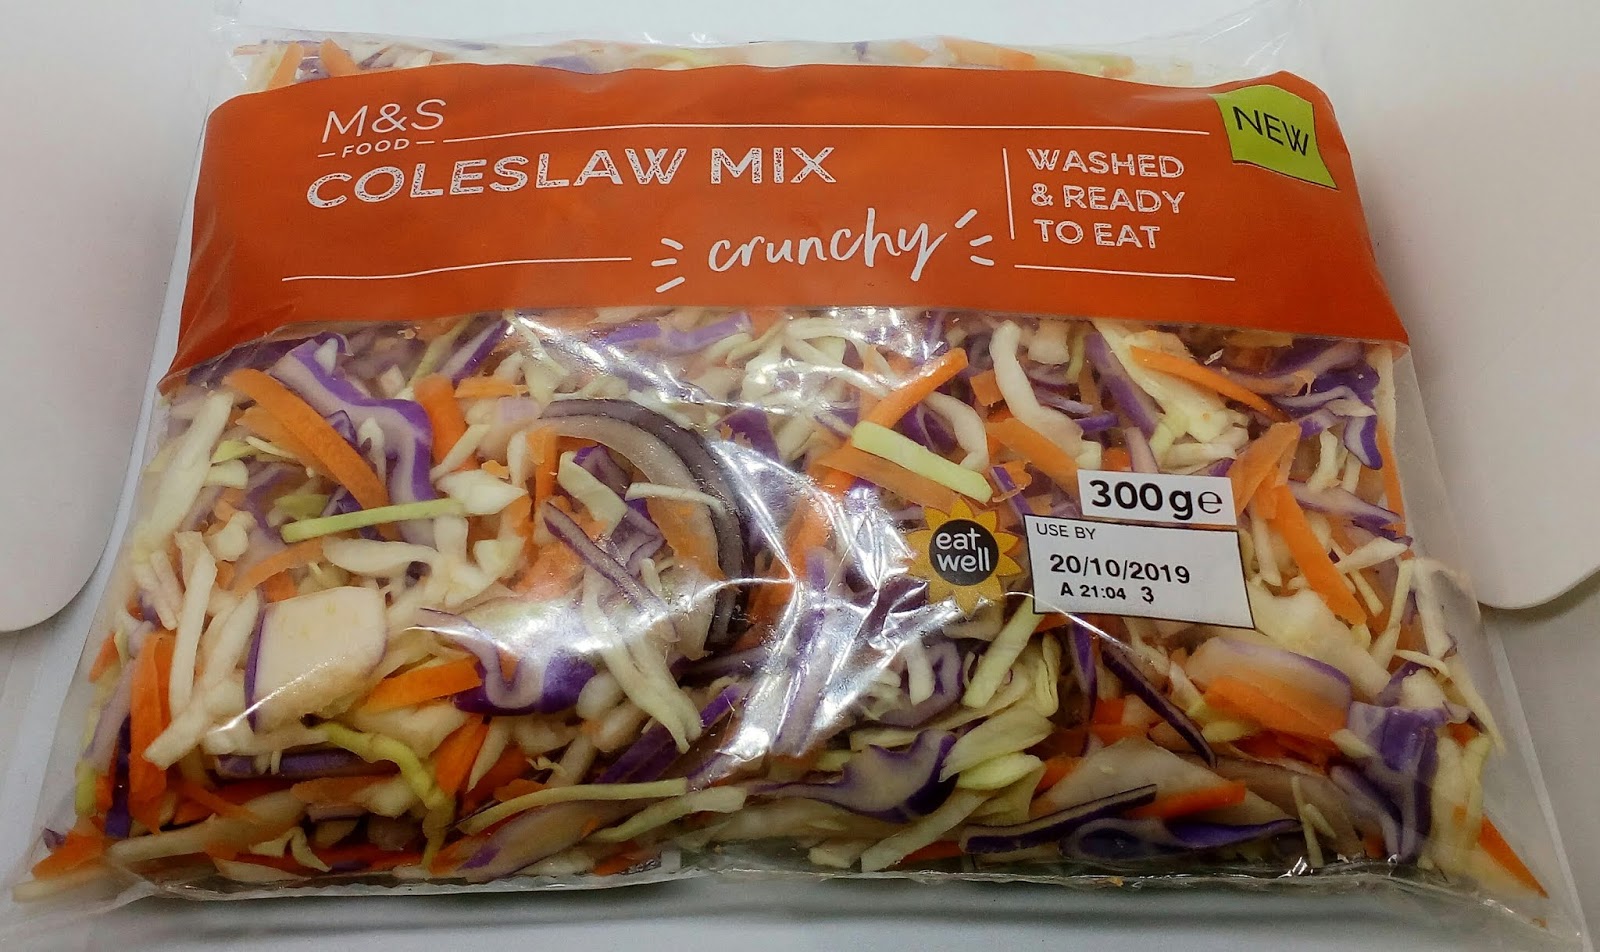 M&S
FOOD
COLESLAW MIX
crunchy
WASHED
& READY
TO EAT
NEW
eat
well
300g℮
USE BY
20/10/2019
A 21:04 3